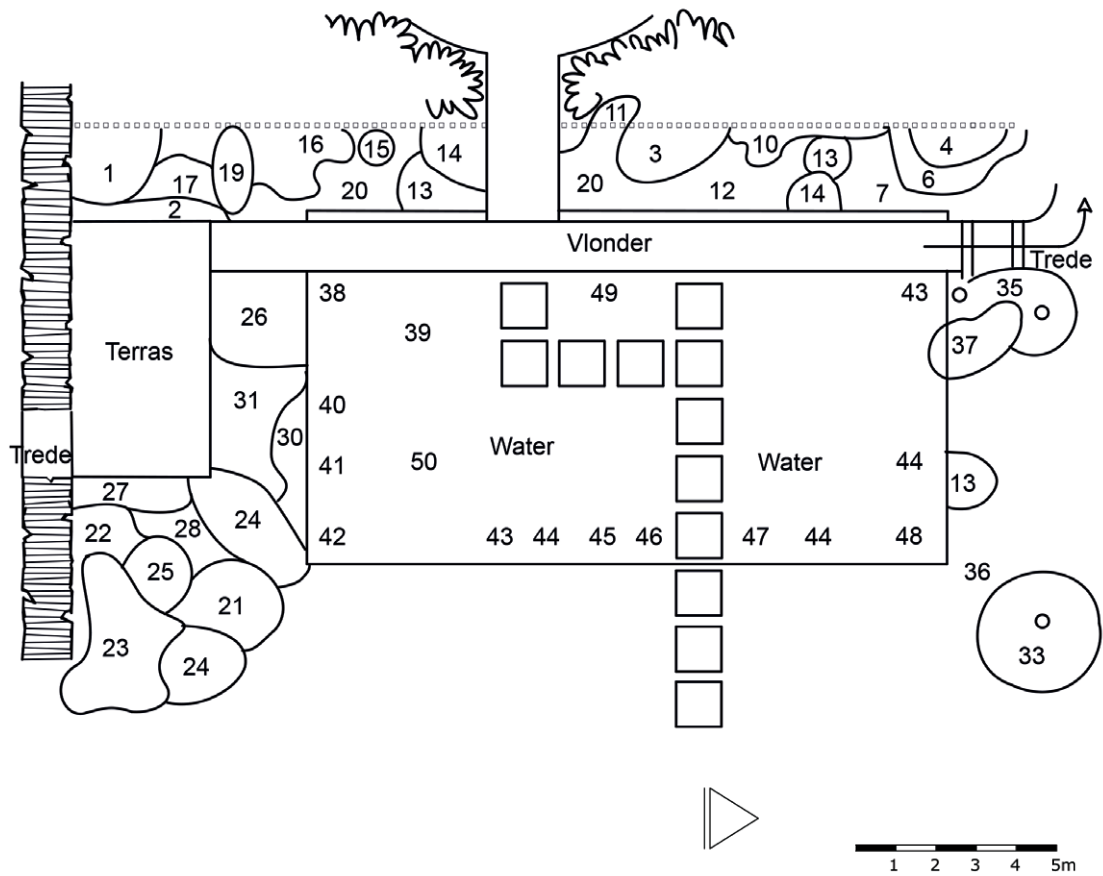 11
1 16 15 14 3 10 13 4
17 19
20 13 20 12 14 7 6
2
Vlonder
Trede
38 49 43 35
26 39
37
Terras
31 40
30
Trede Water
41 50 Water 44
27 13
22 28 24 42 43 44 45 46 47 44 48
25 36
21
23 24 33
1 2 3 4 5m